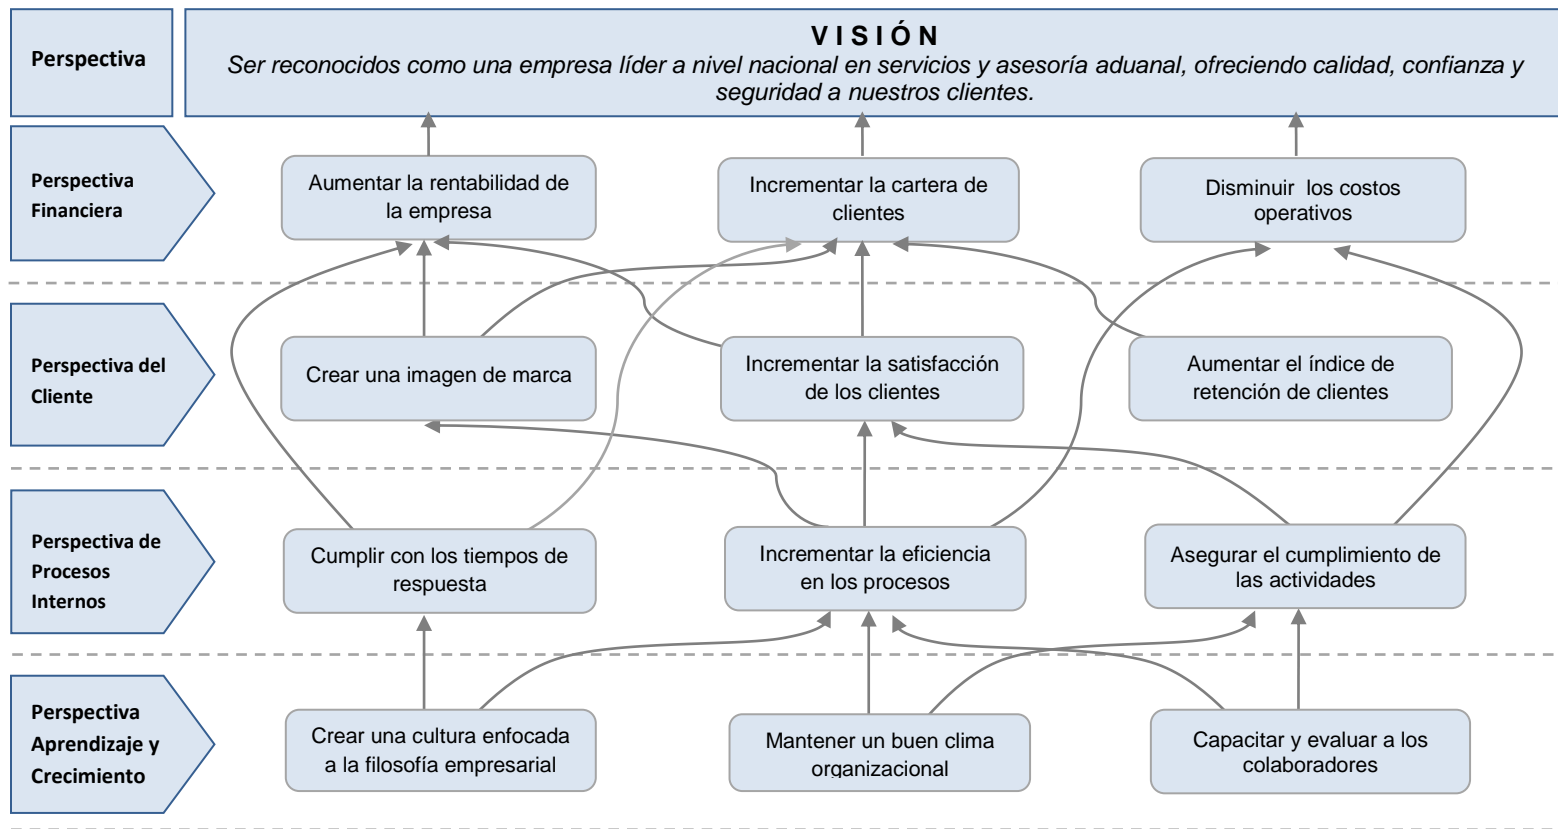 Perspectiva
VISIÓN
Ser reconocidos como una empresa líder a nivel nacional en servicios y asesoría aduanal, ofreciendo calidad, confianza y
seguridad a nuestros clientes.
Perspectiva
Financiera
Aumentar la rentabilidad de
la empresa
Incrementar la cartera de
clientes
Disminuir los costos
operativos
Perspectiva del
Cliente
Crear una imagen de marca
Incrementar la satisfacción
de los clientes
Aumentar el índice de
retención de clientes
Perspectiva de
Procesos
Internos
Cumplir con los tiempos de
respuesta
Incrementar la eficiencia
en los procesos
Asegurar el cumplimiento de
las actividades
Perspectiva
Aprendizaje y
Crecimiento
Crear una cultura enfocada
a la filosofía empresarial
Mantener un buen clima
organizacional
Capacitar y evaluar a los
colaboradores